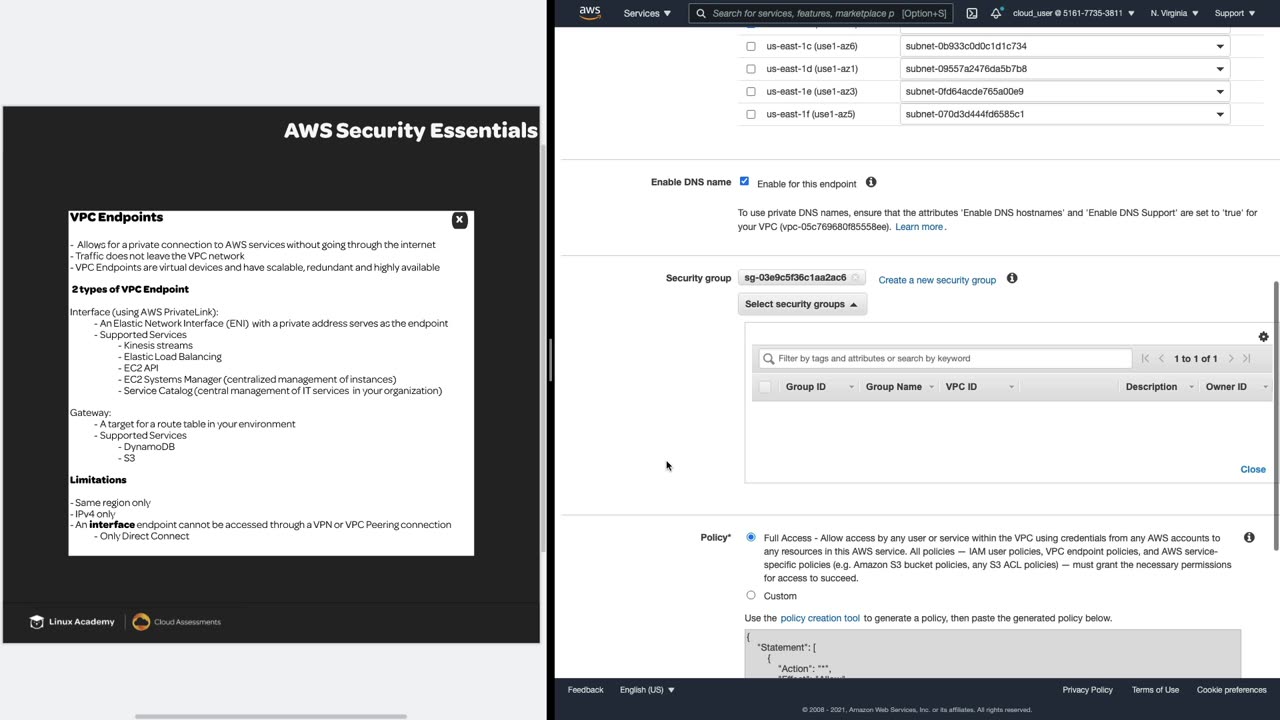 AWS Security Essentials
VPC Endpoints
x
- Allows for a private connection to AWS services without going through the internet
- Traffic does not leave the VPC network
- VPC Endpoints are virtual devices and have scalable, redundant and highly available
2 types of VPC Endpoint
Interface (using AWS PrivateLink):
- An Elastic Network Interface (ENI) with a private address serves as the endpoint
- Supported Services
- Kinesis streams
- Elastic Load Balancing
- EC2 API
- EC2 Systems Manager (centralized management of instances)
- Service Catalog (central management of IT services in your organization)
Gateway:
- A target for a route table in your environment
- Supported Services
- DynamoDB
- S3
Limitations
- Same region only
- IPv4 only
- An interface endpoint cannot be accessed through a VPN or VPC Peering connection
- Only Direct Connect
Linux Academy
Cloud Assessments
aws Services Search for services, features, marketplace p [Option+S] cloud_user @ 5161-7735-3811 N. Virginia Support
us-east-1c (use1-az6) subnet-0b933c0d0c1d1c734
us-east-1d (use1-az1) subnet-09557a2476da5b7b8
us-east-1e (use1-az3) subnet-0fd64acde765a00e9
us-east-1f (use1-az5) subnet-070d3d444fd6585c1
Enable DNS name Enable for this endpoint
To use private DNS names, ensure that the attributes 'Enable DNS hostnames' and 'Enable DNS Support' are set to 'true' for
your VPC (vpc-05c769680f85558ee). Learn more.
Security group sg-03e9c5f36c1aa2ac6 Create a new security group
Select security groups
Filter by tags and attributes or search by keyword 1 to 1 of 1
Group ID Group Name VPC ID Description Owner ID
Close
Policy* Full Access - Allow access by any user or service within the VPC using credentials from any AWS accounts to
any resources in this AWS service. All policies — IAM user policies, VPC endpoint policies, and AWS service-
specific policies (e.g. Amazon S3 bucket policies, any S3 ACL policies) — must grant the necessary permissions
for access to succeed.
Custom
Use the policy creation tool to generate a policy, then paste the generated policy below.
{
"Statement": [
{
"Action": "*",
Feedback English (US) Privacy Policy Terms of Use Cookie preferences
© 2008 - 2021, Amazon Web Services, Inc. or its affiliates. All rights reserved.